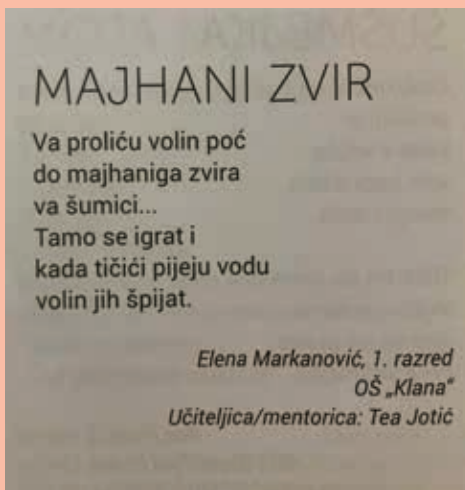 MAJHANI ZVIR
Va proliću volin poć
do majhaniga zvira
va šumici...
Tamo se igrat i
kada tičići pijeju vodu
volin jih špijat.
Elena Markanović, 1. razred
OŠ „Klana“
Učiteljica/mentorica: Tea Jotić